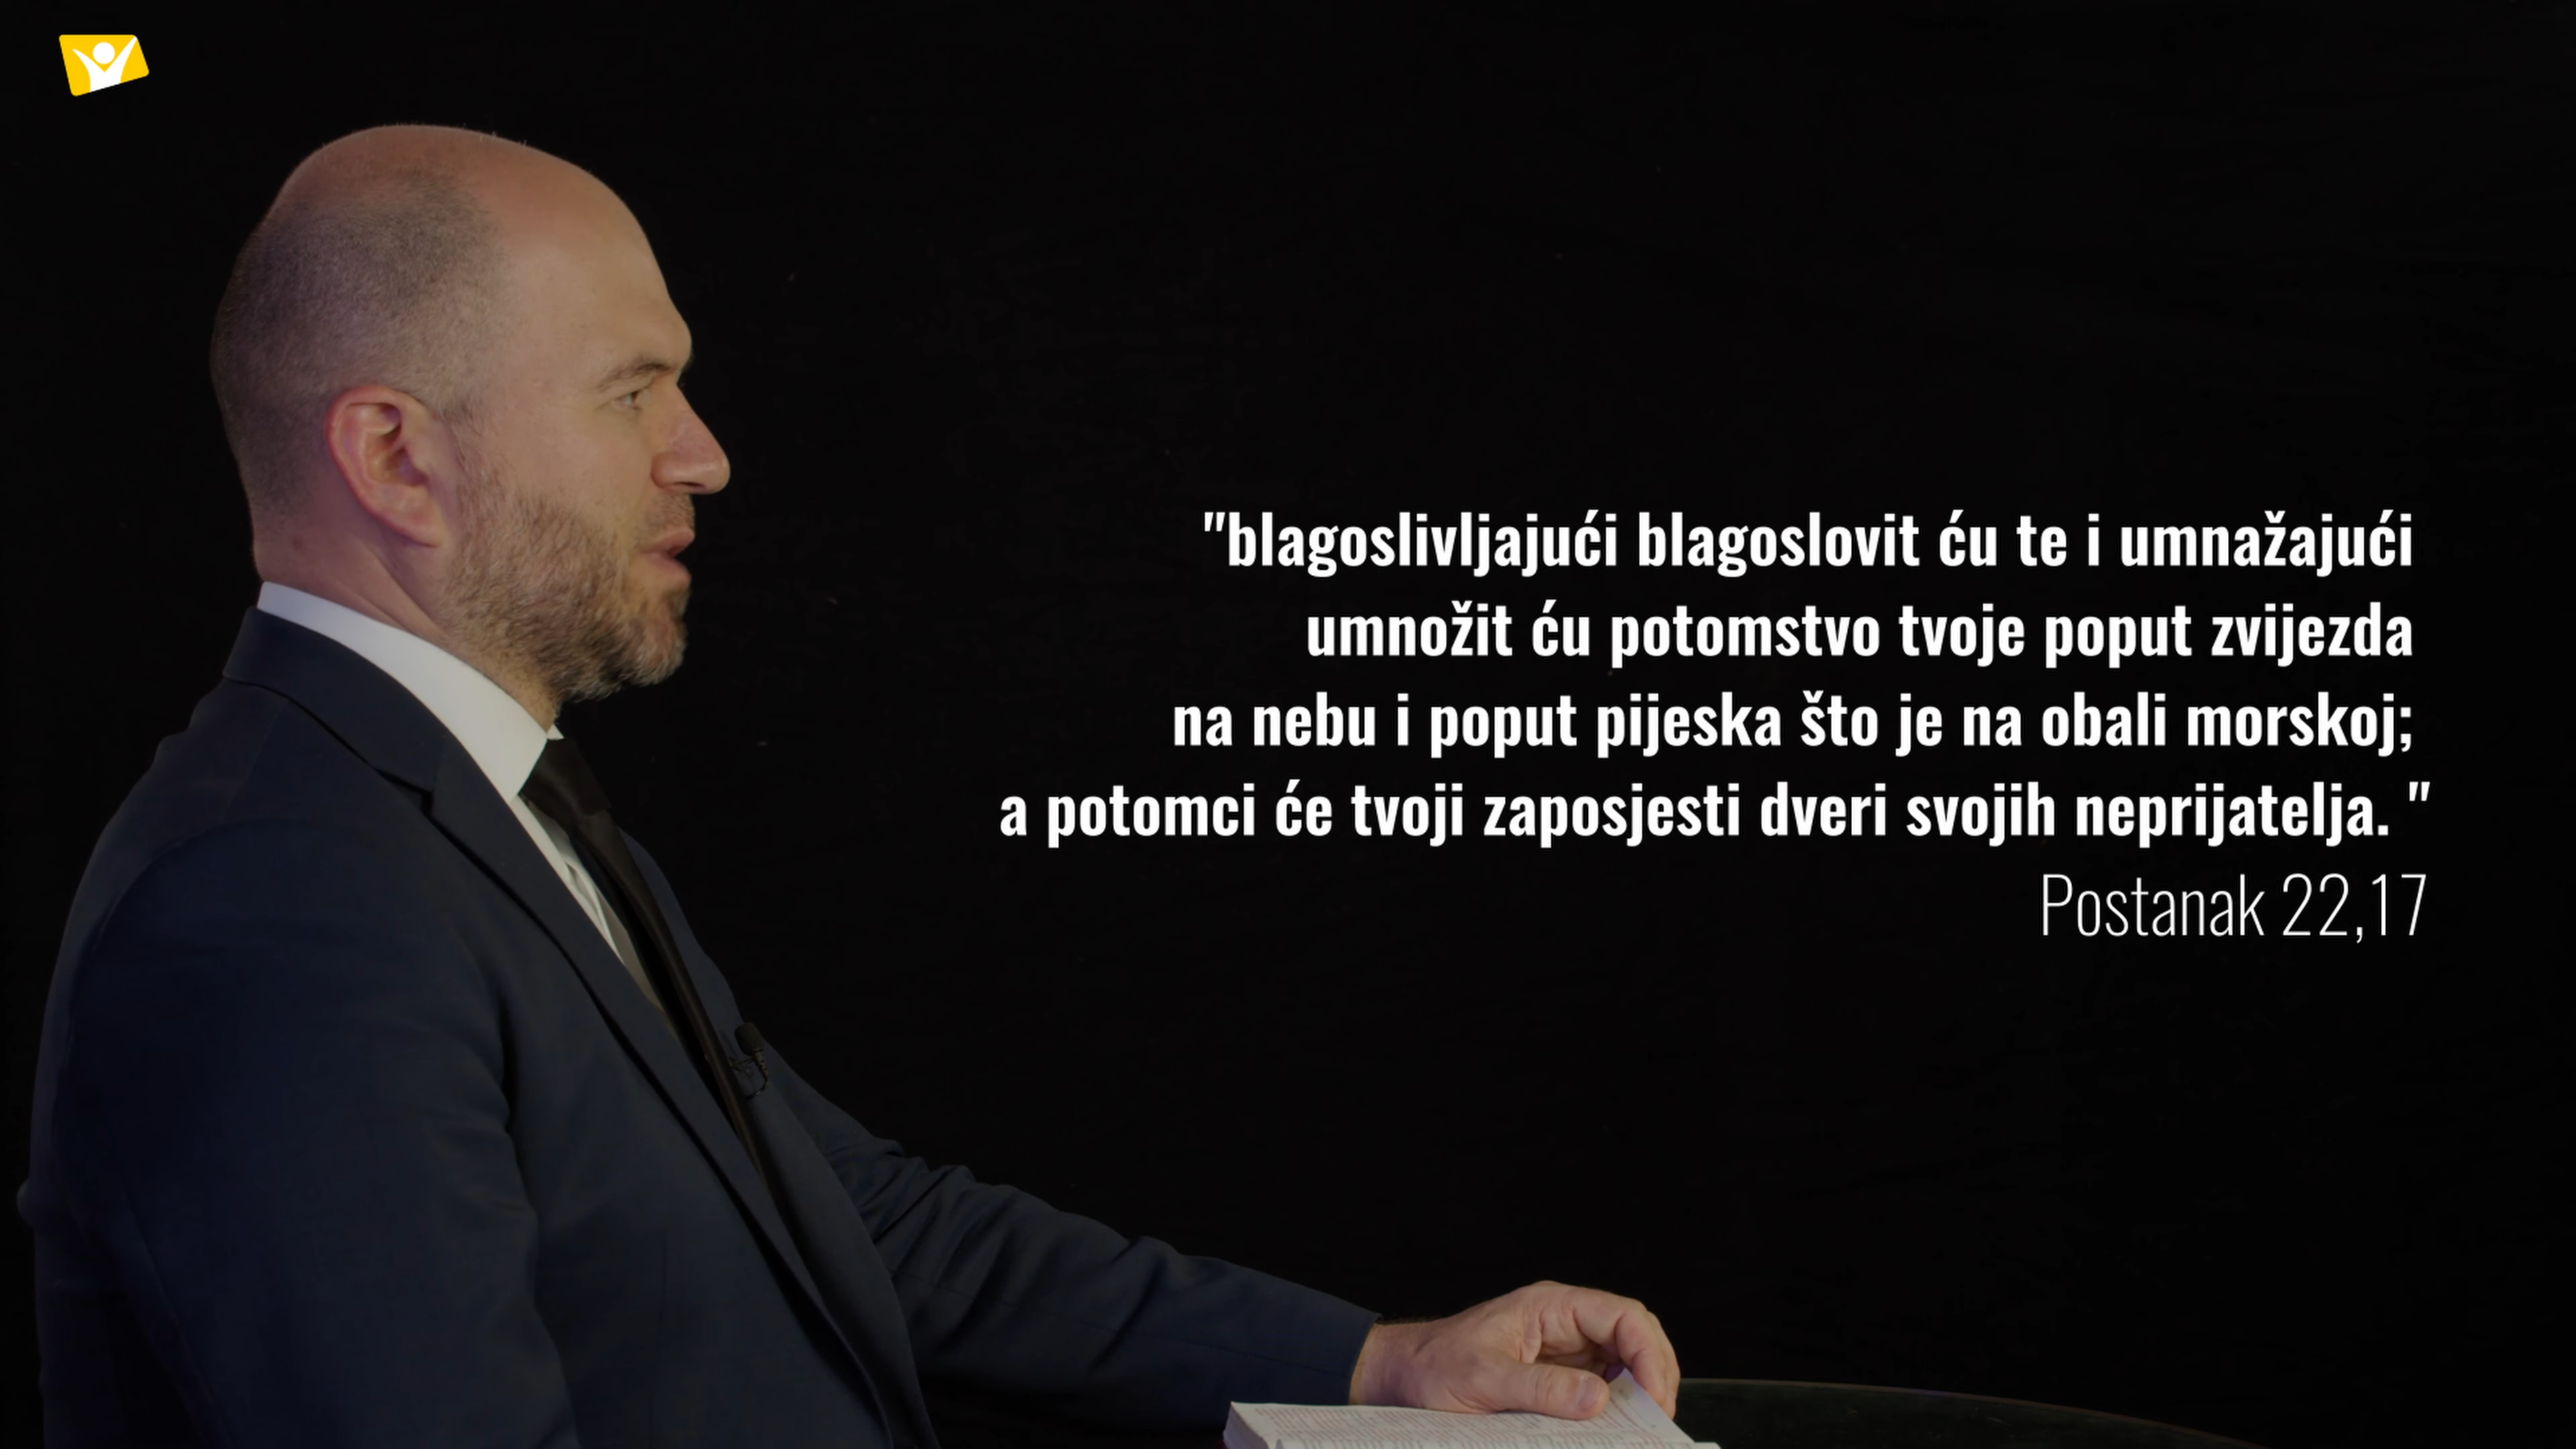 "blagoslivljajući blagoslovit ću te i umnažajući
umnožit ću potomstvo tvoje poput zvijezda
na nebu i poput pijeska što je na obali morskoj;
a potomci će tvoji zaposjesti dveri svojih neprijatelja. "
Postanak 22,17